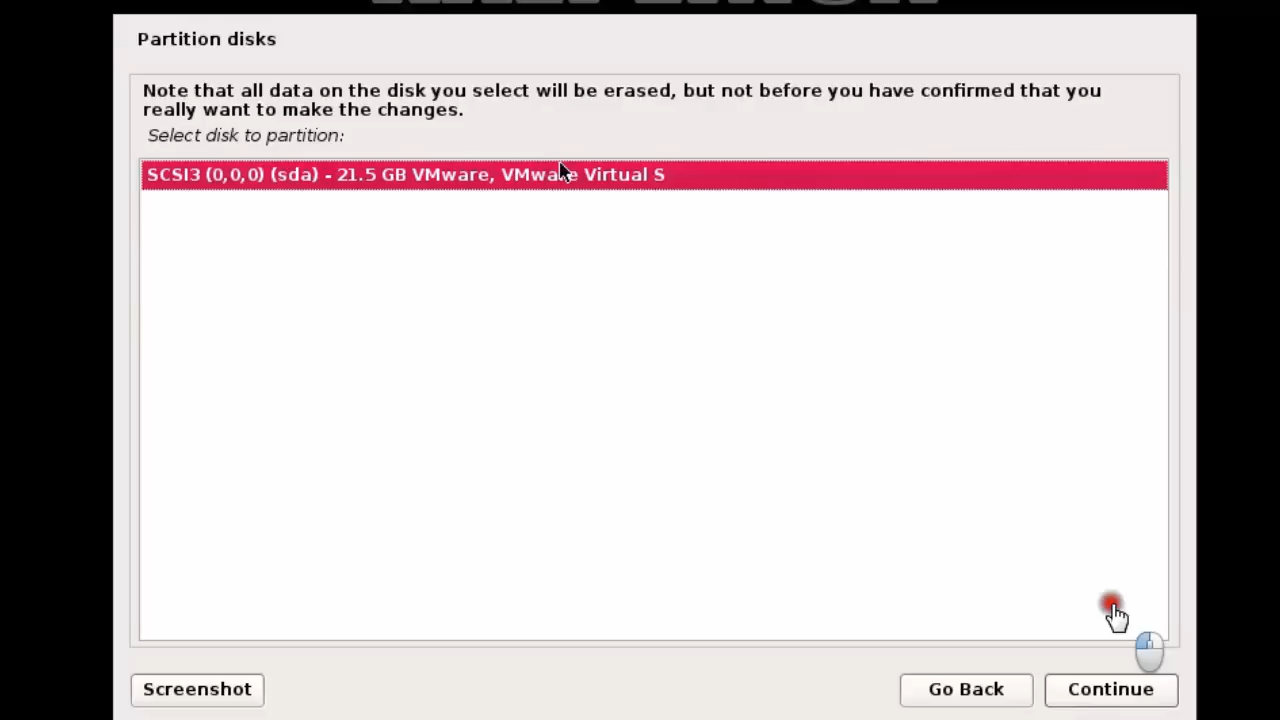 Partition disks
Note that all data on the disk you select will be erased, but not before you have confirmed that you
really want to make the changes.
Select disk to partition:
SCSI3 (0,0,0) (sda) - 21.5 GB VMware, VMware Virtual S
Screenshot
Go Back
Continue